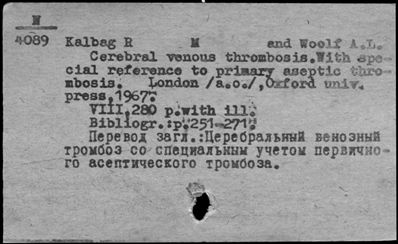 N
4089 Kalbag R M and Woolf A.L.
Cerebral venous thrombosis.With spe-
cial reference to primary aseptic thro-
mbosis. London /a.o./,Oxford univ.
press,1967.
VIII,280 p.with ill.
Bibliogr.:p.251-271.
Перевод загл.:Церебральный венозный
тромбоз со специальным учетом первично-
го асептического тромбоза.